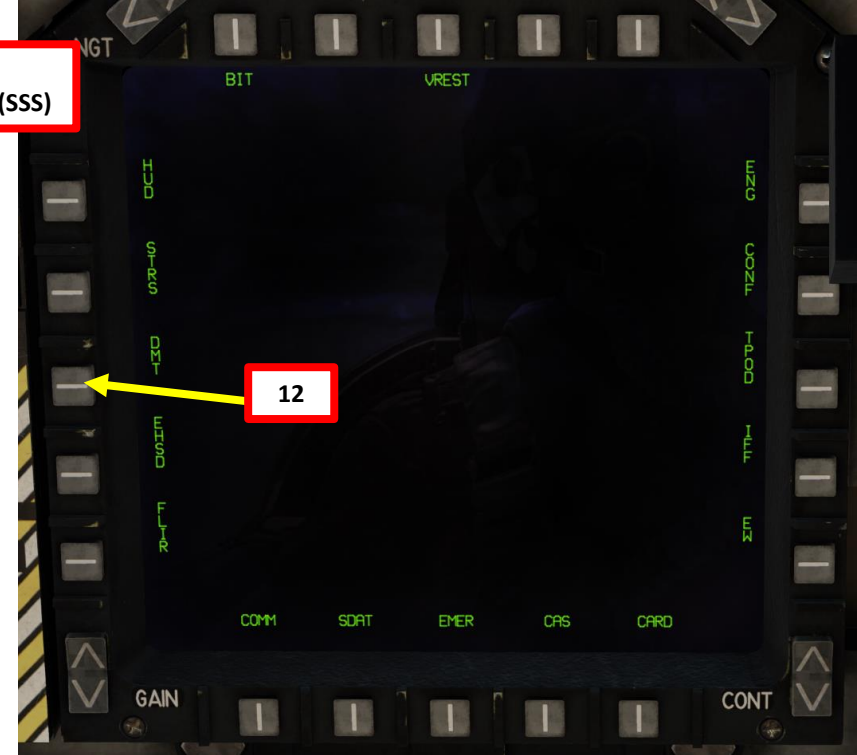 NGT
(SSS)
BIT
VREST
HUD
ENG
STRS
CONF
DMT
TPOD
12
EHSD
IFF
FLIR
EW
COMM
SDAT
EMER
CAS
CARD
GAIN
CONT